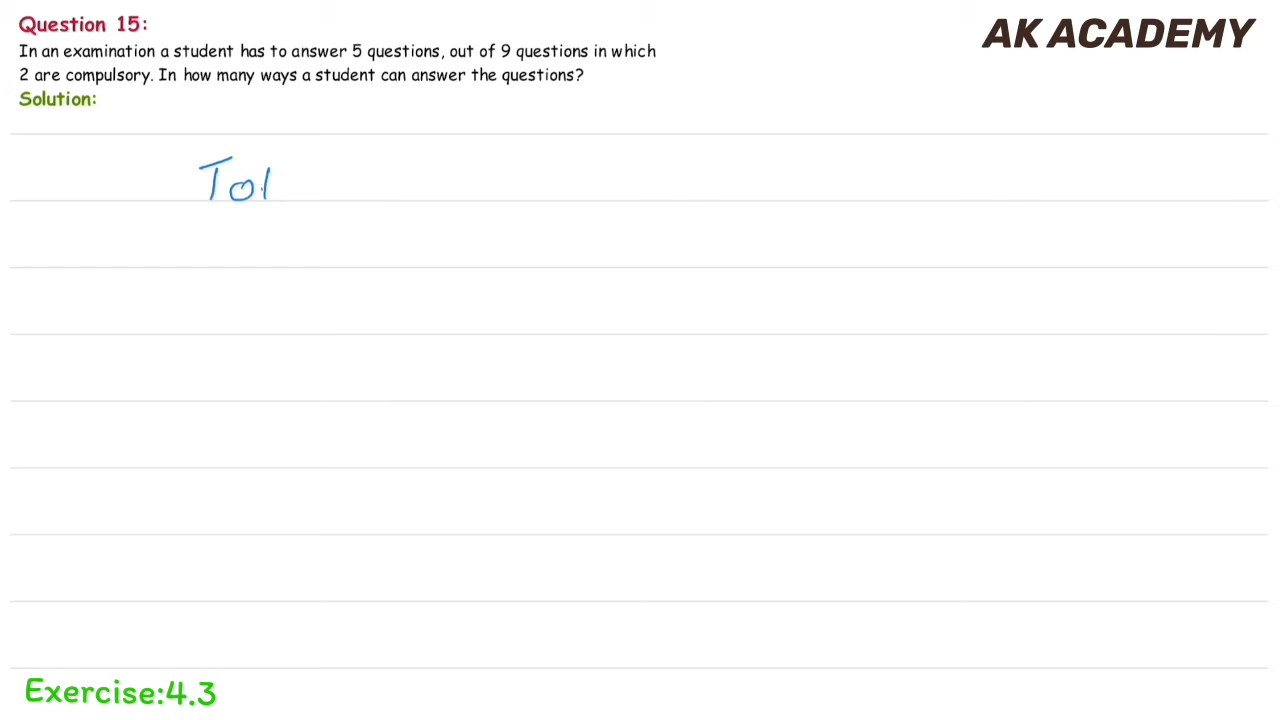 Question 15:
AK ACADEMY
In an examination a student has to answer 5 questions, out of 9 questions in which
2 are compulsory. In how many ways a student can answer the questions?
Solution:
Tol
Exercise:4.3